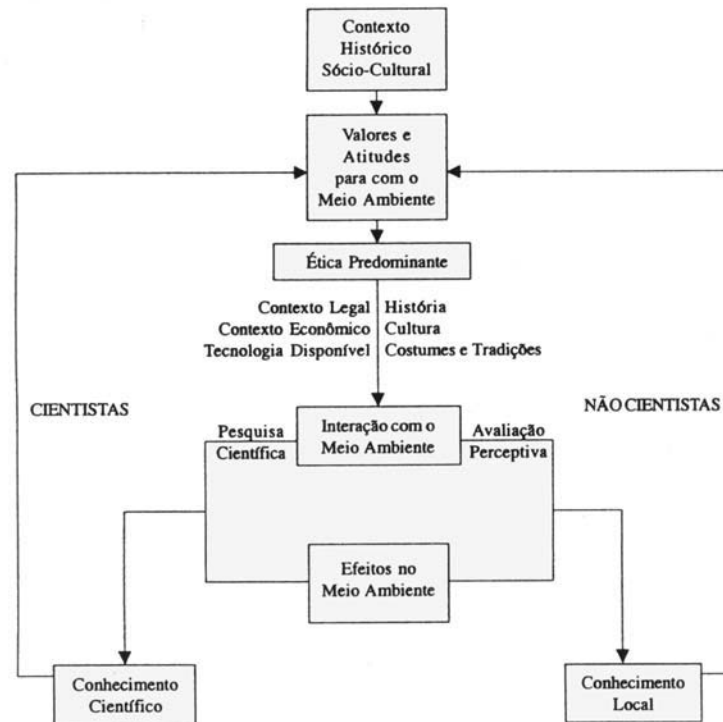 Contexto
Histórico
Sócio-Cultural
Valores e
Atitudes
para com o
Meio Ambiente
Ética Predominante
Contexto Legal História
Contexto Econômico Cultura
Tecnologia Disponível Costumes e Tradições
CIENTISTAS
NÃO CIENTISTAS
Pesquisa
Científica
Interação com o
Meio Ambiente
Avaliação
Perceptiva
Efeitos no
Meio Ambiente
Conhecimento
Científico
Conhecimento
Local